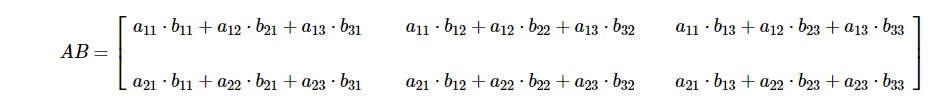 a₁₁ · b₁₁ + a₁₂ · b₂₁ + a₁₃ · b₃₁ a₁₁ · b₁₂ + a₁₂ · b₂₂ + a₁₃ · b₃₂ a₁₁ · b₁₃ + a₁₂ · b₂₃ + a₁₃ · b₃₃
AB =
a₂₁ · b₁₁ + a₂₂ · b₂₁ + a₂₃ · b₃₁ a₂₁ · b₁₂ + a₂₂ · b₂₂ + a₂₃ · b₃₂ a₂₁ · b₁₃ + a₂₂ · b₂₃ + a₂₃ · b₃₃